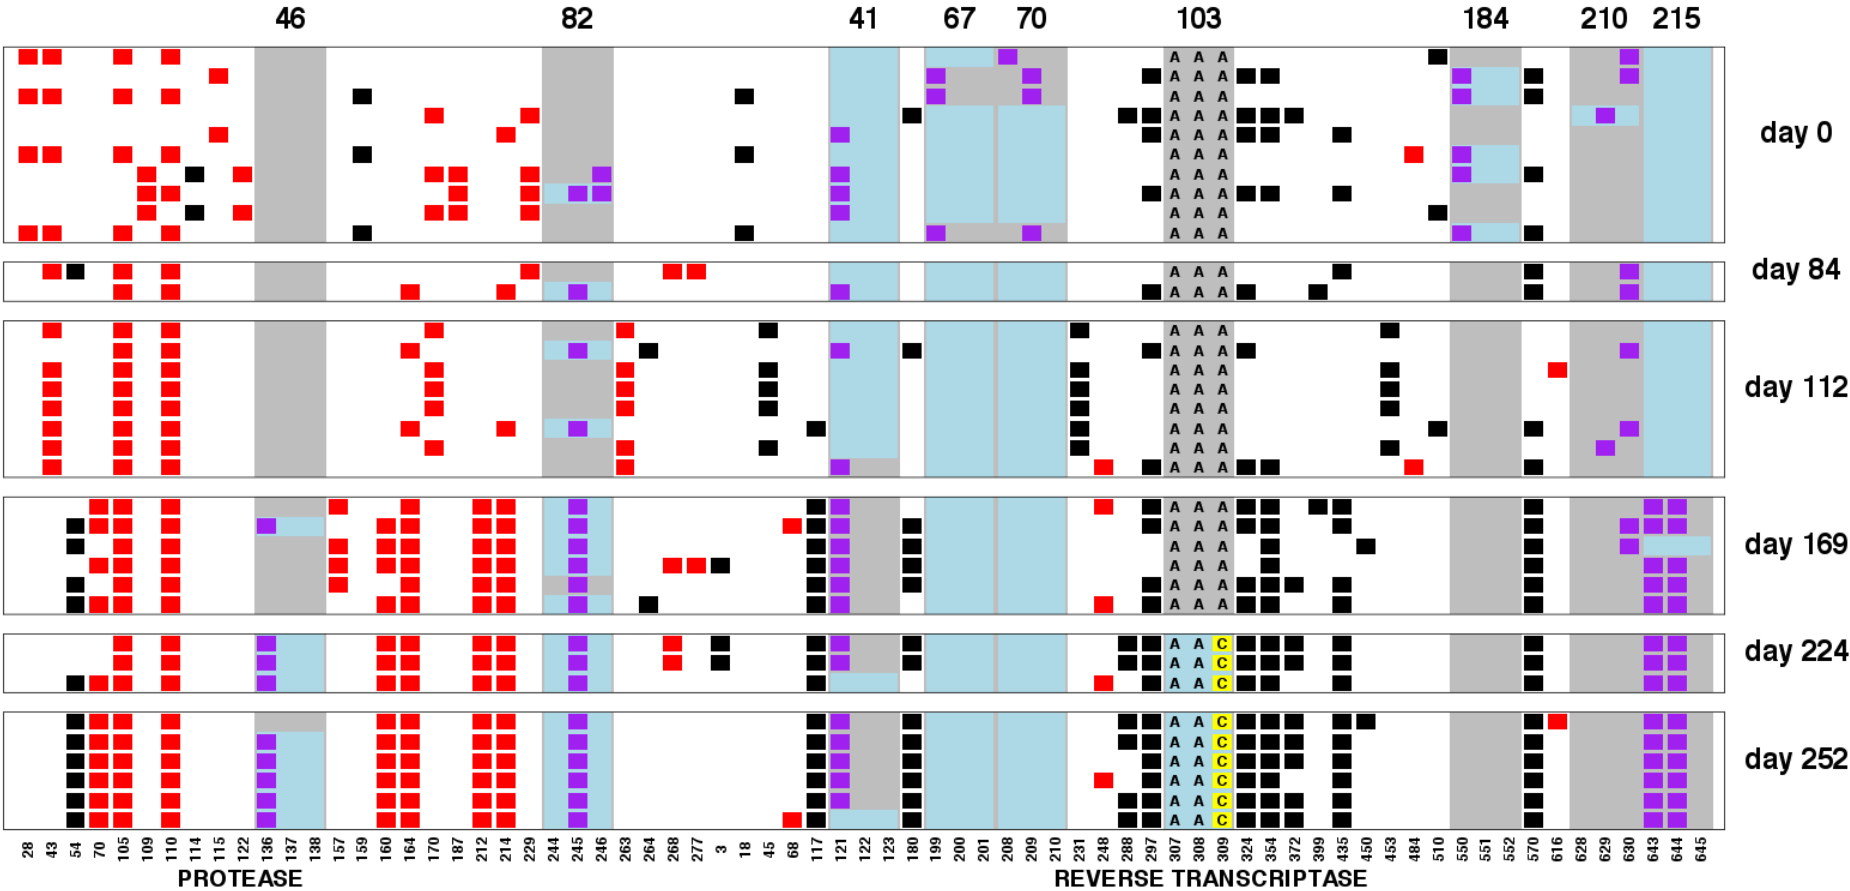 46 82 41 67 70 103 184 210 215
A A A
A A A
A A A
A A A
A A A
A A A
A A A
A A A
A A A
A A A
day 0
A A A
A A A
day 84
A A A
A A A
A A A
A A A
A A A
A A A
A A A
A A A
day 112
A A A
A A A
A A A
A A A
A A A
A A A
day 169
A A C
A A C
A A C
day 224
A A C
A A C
A A C
A A C
A A C
A A C
day 252
28 43 54 70 105 109 110 114 115 122 136 137 138 157 159 160 164 170 187 212 214 229 244 245 246 263 264 268 277 3 18 45 68 117 121 122 123 180 199 200 201 208 209 210 231 248 288 297 307 308 309 324 354 372 399 435 450 453 484 510 550 551 552 570 616 628 629 630 643 644 645
PROTEASE REVERSE TRANSCRIPTASE